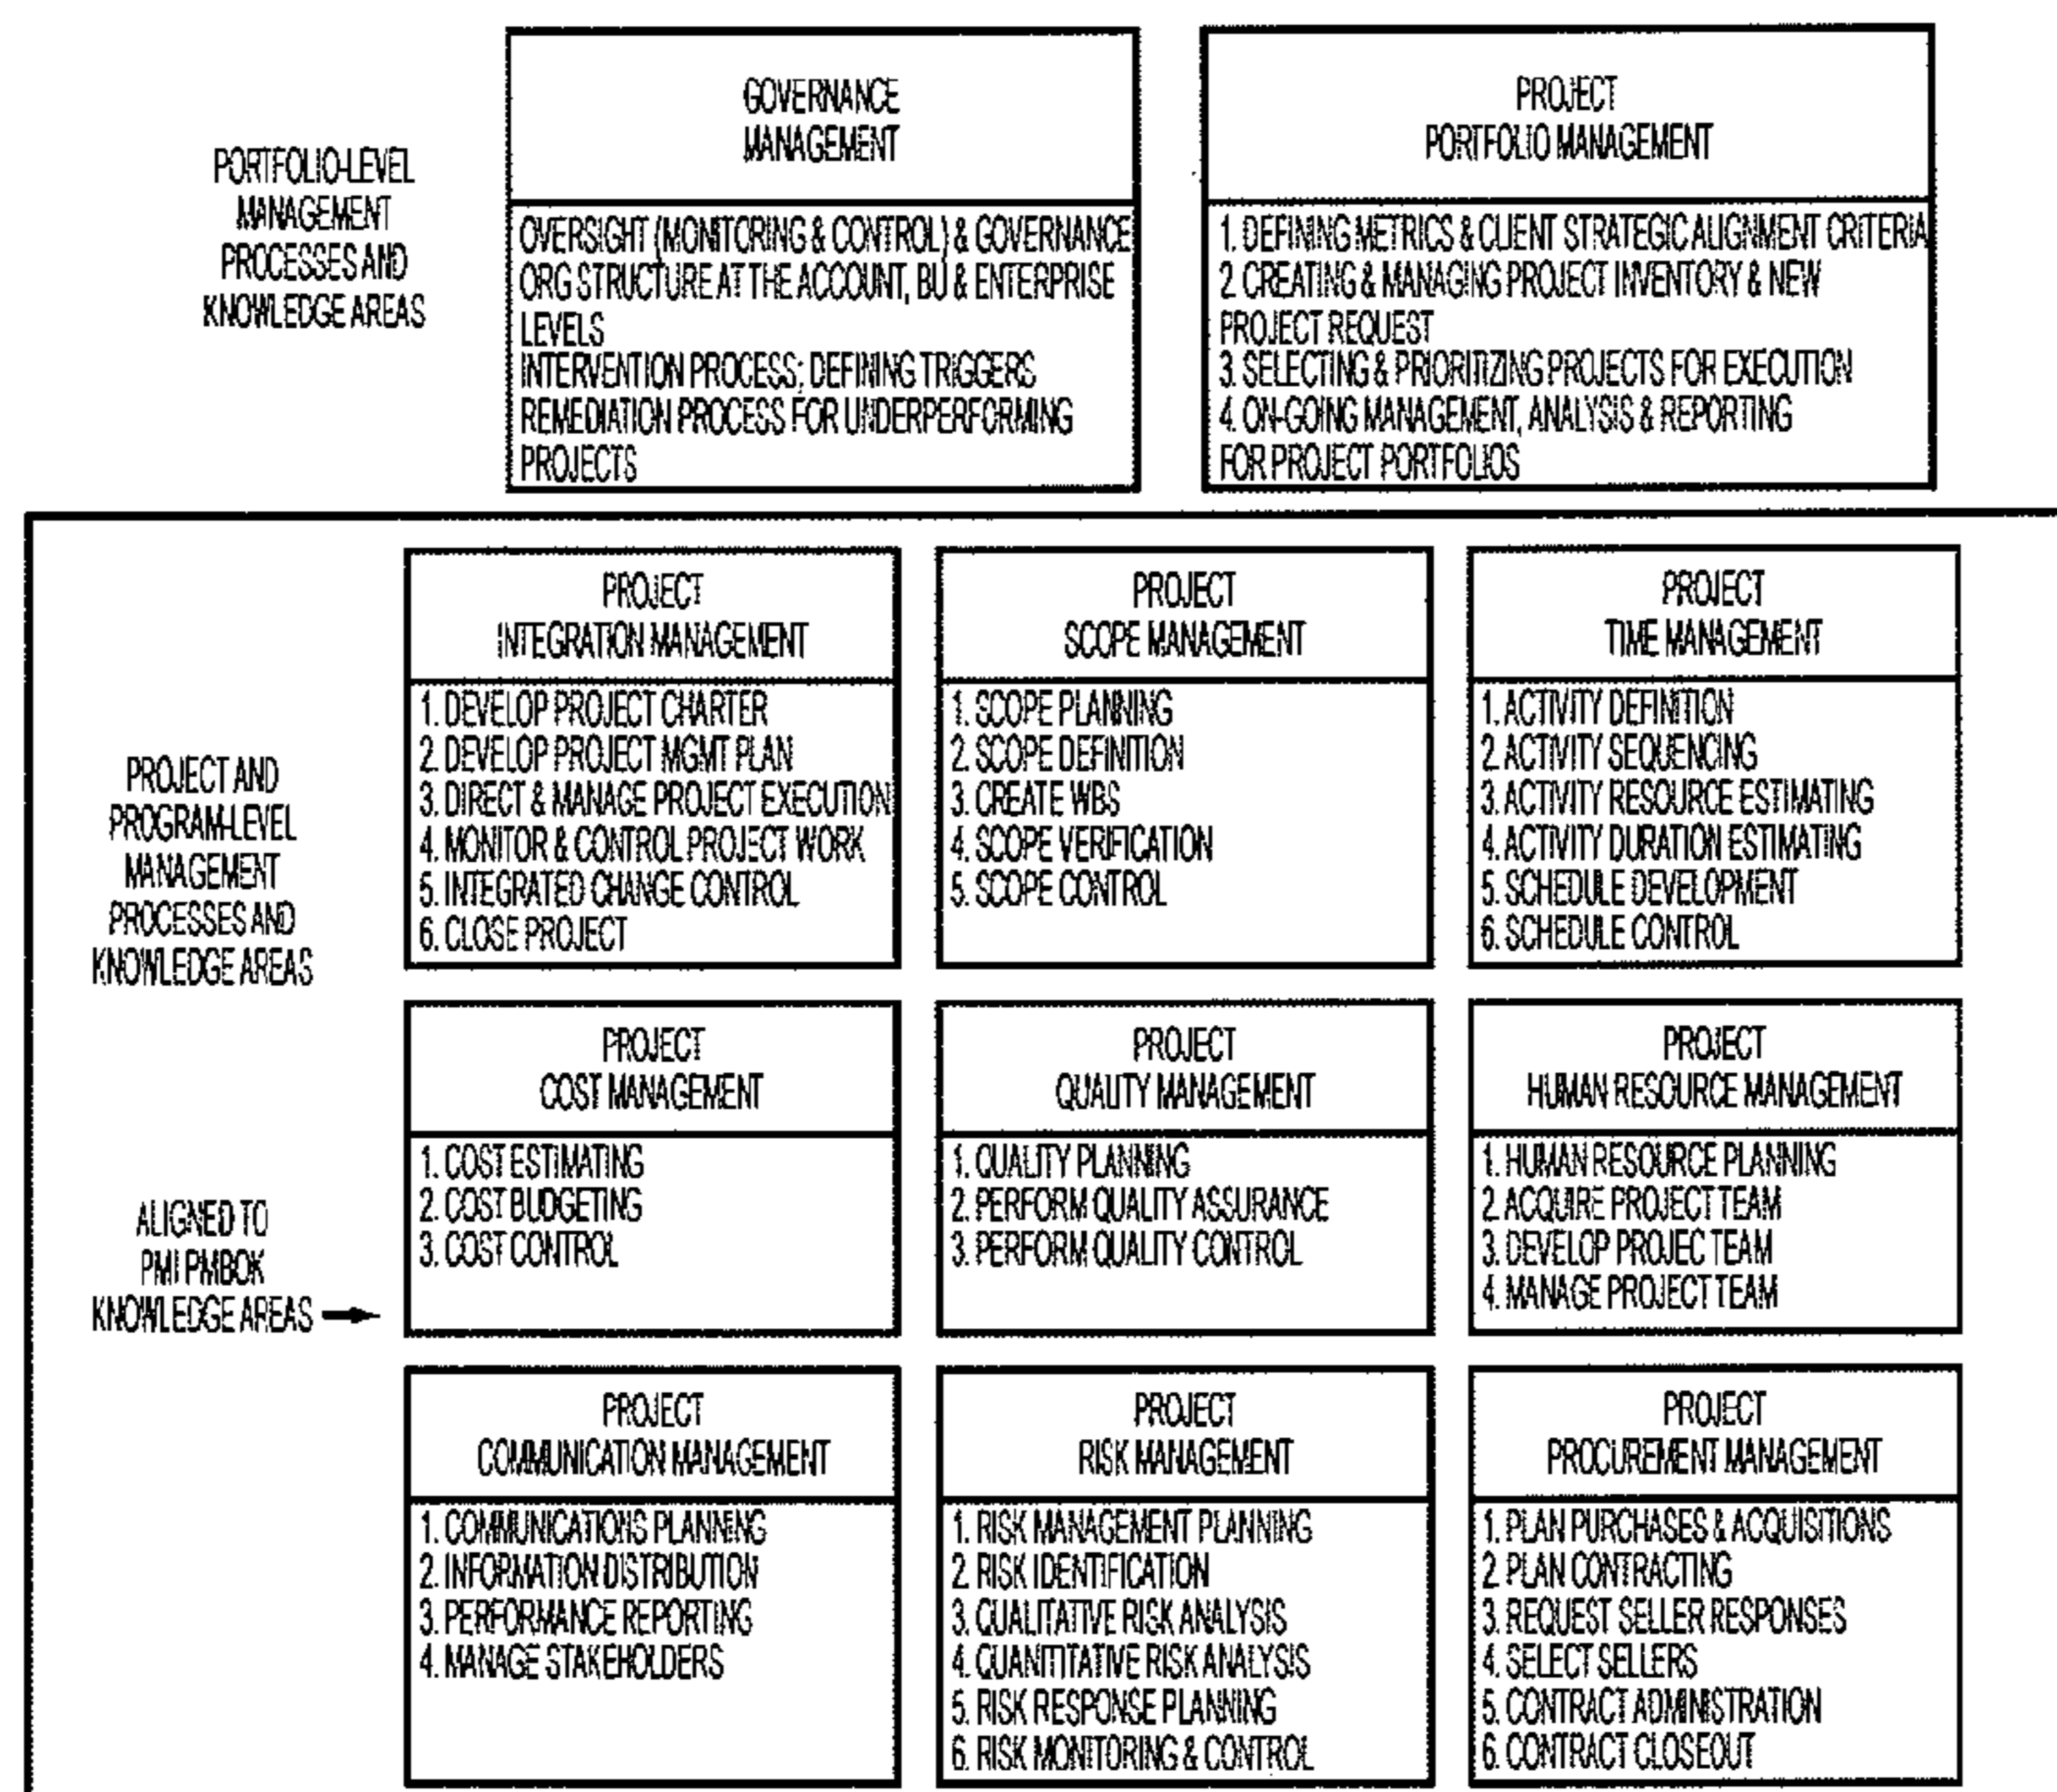 PORTFOLIO-LEVEL
MANAGEMENT
PROCESSES AND
KNOWLEDGE AREAS
GOVERNANCE
MANAGEMENT
OVERSIGHT (MONITORING & CONTROL) & GOVERNANCE
ORG STRUCTURE AT THE ACCOUNT, BU & ENTERPRISE
LEVELS
INTERVENTION PROCESS; DEFINING TRIGGERS
REMEDIATION PROCESS FOR UNDERPERFORMING
PROJECTS
PROJECT
PORTFOLIO MANAGEMENT
1. DEFINING METRICS & CLIENT STRATEGIC ALIGNMENT CRITERIA
2. CREATING & MANAGING PROJECT INVENTORY & NEW
PROJECT REQUEST
3. SELECTING & PRIORITIZING PROJECTS FOR EXECUTION
4. ON-GOING MANAGEMENT, ANALYSIS & REPORTING
FOR PROJECT PORTFOLIOS
PROJECT AND
PROGRAM-LEVEL
MANAGEMENT
PROCESSES AND
KNOWLEDGE AREAS
ALIGNED TO
PMI PMBOK
KNOWLEDGE AREAS
PROJECT
INTEGRATION MANAGEMENT
1. DEVELOP PROJECT CHARTER
2. DEVELOP PROJECT MGMT PLAN
3. DIRECT & MANAGE PROJECT EXECUTION
4. MONITOR & CONTROL PROJECT WORK
5. INTEGRATED CHANGE CONTROL
6. CLOSE PROJECT
PROJECT
SCOPE MANAGEMENT
1. SCOPE PLANNING
2. SCOPE DEFINITION
3. CREATE WBS
4. SCOPE VERIFICATION
5. SCOPE CONTROL
PROJECT
TIME MANAGEMENT
1. ACTIVITY DEFINITION
2. ACTIVITY SEQUENCING
3. ACTIVITY RESOURCE ESTIMATING
4. ACTIVITY DURATION ESTIMATING
5. SCHEDULE DEVELOPMENT
6. SCHEDULE CONTROL
PROJECT
COST MANAGEMENT
1. COST ESTIMATING
2. COST BUDGETING
3. COST CONTROL
PROJECT
QUALITY MANAGEMENT
1. QUALITY PLANNING
2. PERFORM QUALITY ASSURANCE
3. PERFORM QUALITY CONTROL
PROJECT
HUMAN RESOURCE MANAGEMENT
1. HUMAN RESOURCE PLANNING
2. ACQUIRE PROJECT TEAM
3. DEVELOP PROJEC TEAM
4. MANAGE PROJECT TEAM
PROJECT
COMMUNICATION MANAGEMENT
1. COMMUNICATIONS PLANNING
2. INFORMATION DISTRIBUTION
3. PERFORMANCE REPORTING
4. MANAGE STAKEHOLDERS
PROJECT
RISK MANAGEMENT
1. RISK MANAGEMENT PLANNING
2. RISK IDENTIFICATION
3. QUALITATIVE RISK ANALYSIS
4. QUANTITATIVE RISK ANALYSIS
5. RISK RESPONSE PLANNING
6. RISK MONITORING & CONTROL
PROJECT
PROCUREMENT MANAGEMENT
1. PLAN PURCHASES & ACQUISITIONS
2. PLAN CONTRACTING
3. REQUEST SELLER RESPONSES
4. SELECT SELLERS
5. CONTRACT ADMINISTRATION
6. CONTRACT CLOSEOUT